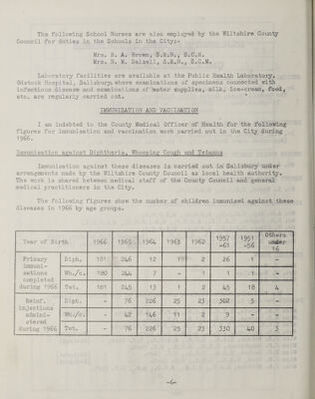 The following School Nurses are also employed by the Wiltshire County
Council for duties in the Schools in the City:-
Mrs. B. A. Brown, S.R.N., S.C.M.
Mrs. N. M. Dalzell, S.R.N., S.C.M.
Laboratory facilities are available at the Public Health Laboratory,
Odstock Hospital, Salisbury, where examinations of specimens connected with
infectious disease and examinations of water supplies, milk, ice-cream, food,
etc. are regularly carried out.
IMMUNISATION AND VACCINATION
I am indebted to the County Medical Officer of Health for the following
figures for immunisation and vaccination work carried out in the City during
1966.
Immunisation against Diphtheria, Whooping Cough and Tetanus
Immunisation against these diseases is carried out in Salisbury under
arrangements made by the Wiltshire County Council as local health authority.
The work is shared between medical staff of the County Council and general
medical practitioners in the City.
The following figures show the number of children immunised against these
diseases in 1966 by age groups.
Year of Birth 1966 1965 1964 1963 1962 1957 -61 1951 -56 Others under 16
Primary immuni- sations completed during 1966
Diph. 181 246 12 2 26 1 -
Wh./c. 180 244 7 - 1 1 1 -
Tet. 181 245 13 1 2 45 18 4
Reinf. injections admini- stered during 1966
Dipt. - 76 226 25 23 302 5 -
Wh./c. - 42 146 11 2 9 - -
Tet. - 76 226 25 23 330 40 3
-6-